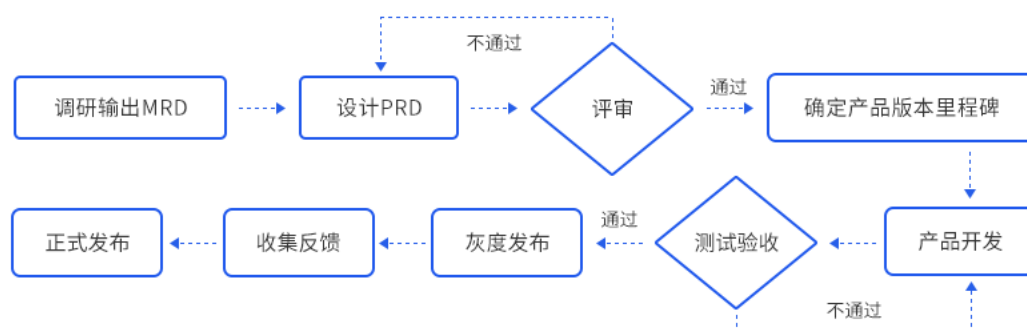 不通过
调研输出MRD
设计PRD
评审
通过
确定产品版本里程碑
正式发布
收集反馈
灰度发布
通过
测试验收
产品开发
不通过